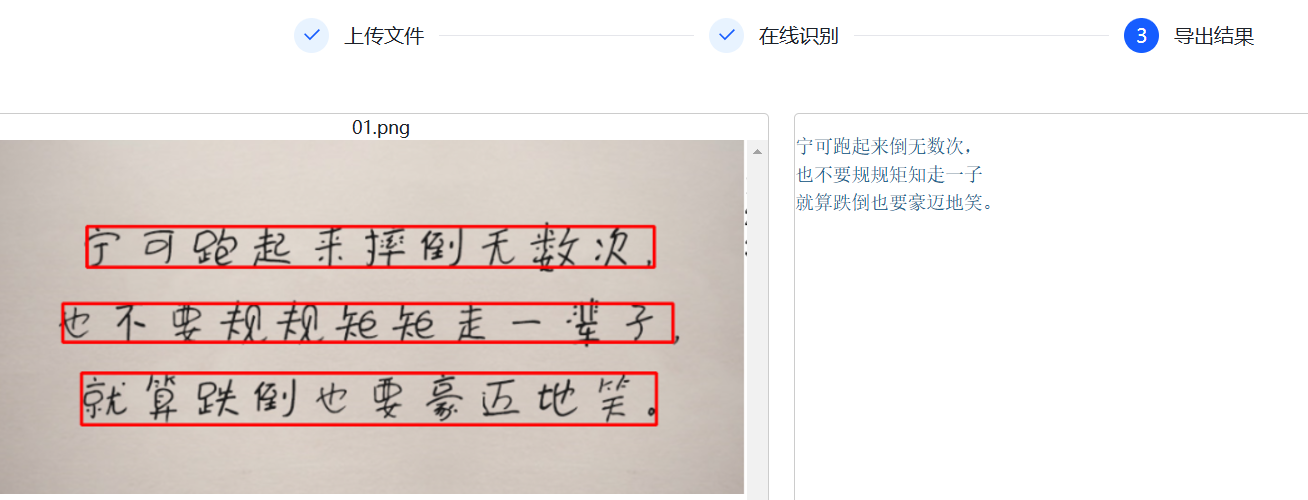 上传文件 在线识别 3 导出结果
01.png
宁可跑起来摔倒无数次，
也不要规规矩矩走一辈子，
就算跌倒也要豪迈地笑。
宁可跑起来倒无数次，
也不要规规矩知走一子
就算跌倒也要豪迈地笑。